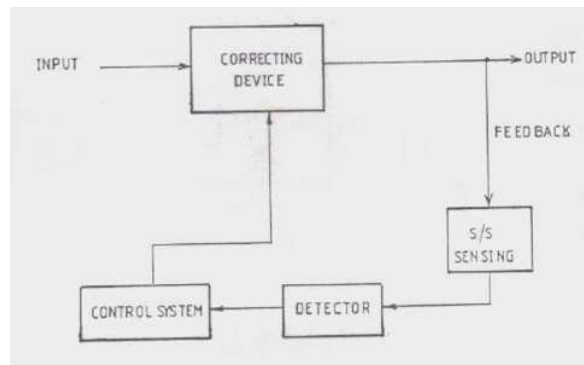 INPUT
CORRECTING
DEVICE
OUTPUT
FEEDBACK
S/S
SENSING
CONTROL SYSTEM
DETECTOR